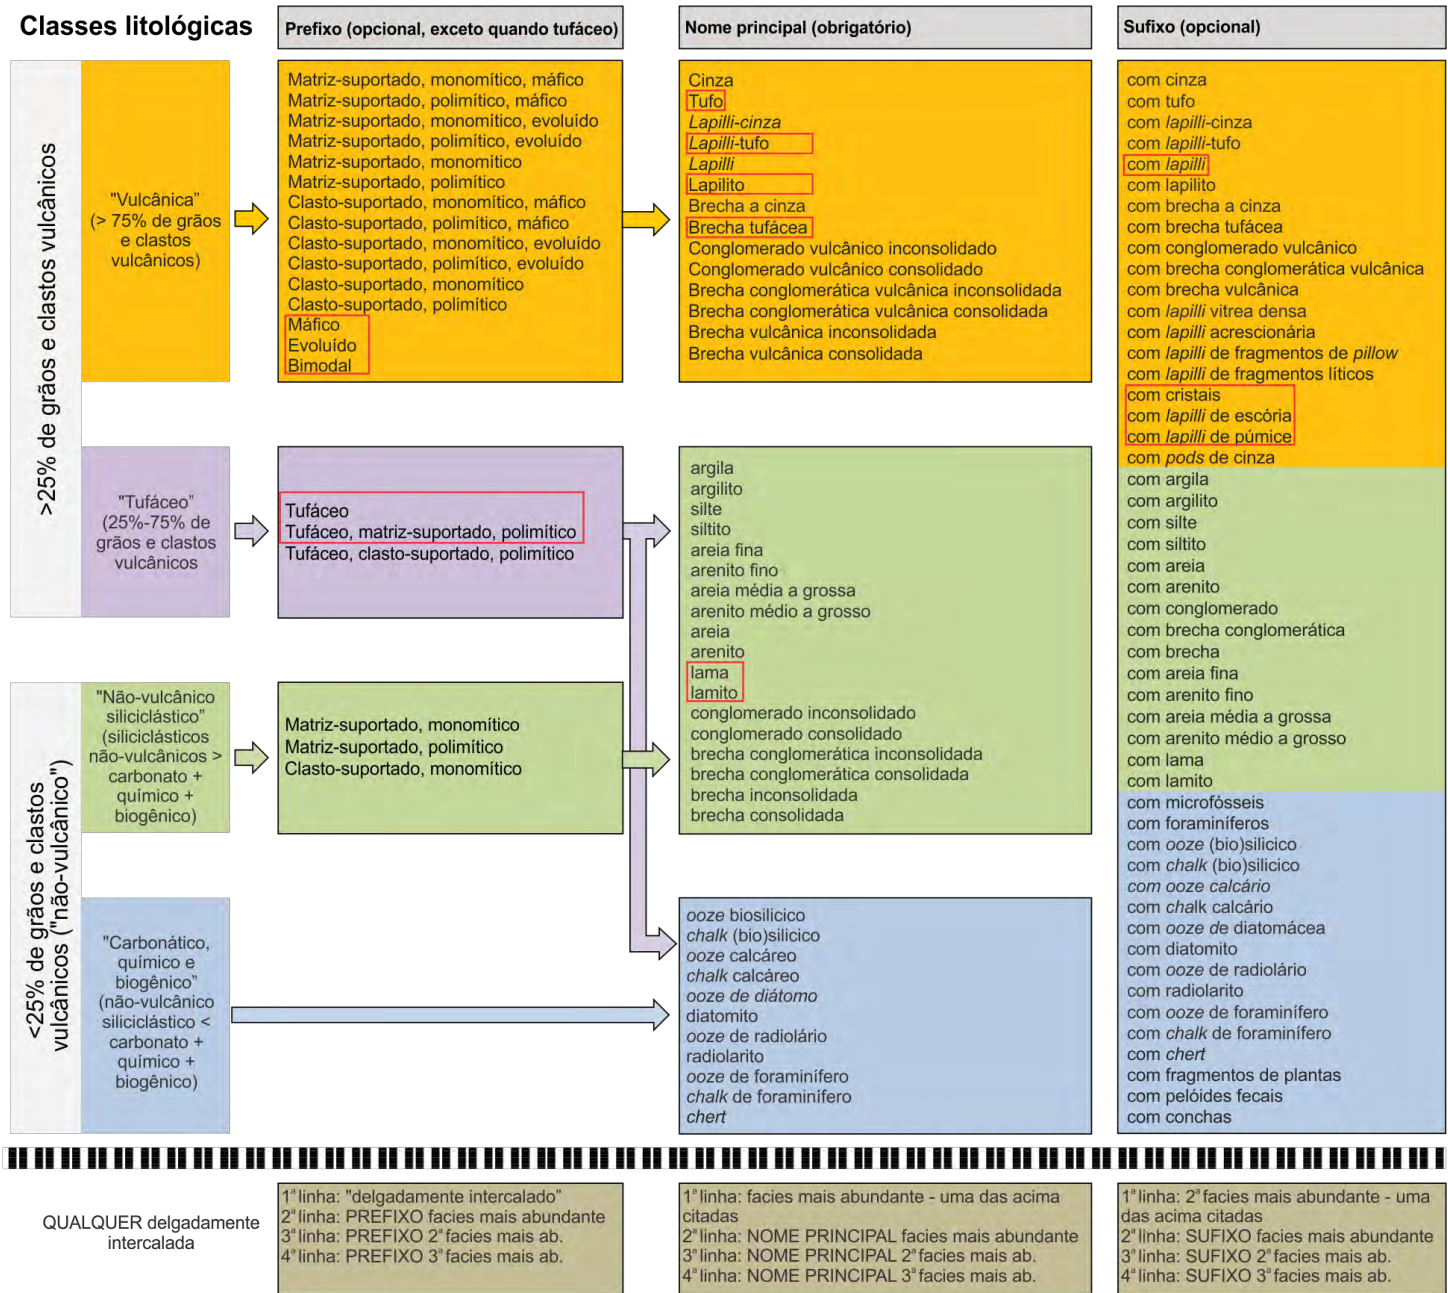 Classes litológicas
Prefixo (opcional, exceto quando tufáceo)
Nome principal (obrigatório)
Sufixo (opcional)
>25% de grãos e clastos vulcânicos
"Vulcânica"
(> 75% de grãos
e clastos
vulcânicos)
Matriz-suportado, monomítico, máfico
Matriz-suportado, polimítico, máfico
Matriz-suportado, monomítico, evoluído
Matriz-suportado, polimítico, evoluído
Matriz-suportado, monomítico
Matriz-suportado, polimítico
Clasto-suportado, monomítico, máfico
Clasto-suportado, polimítico, máfico
Clasto-suportado, monomítico, evoluído
Clasto-suportado, polimítico, evoluído
Clasto-suportado, monomítico
Clasto-suportado, polimítico
Máfico
Evoluído
Bimodal
Cinza
Tufo
Lapilli-cinza
Lapilli-tufo
Lapilli
Lapilito
Brecha a cinza
Brecha tufácea
Conglomerado vulcânico inconsolidado
Conglomerado vulcânico consolidado
Brecha conglomerática vulcânica inconsolidada
Brecha conglomerática vulcânica consolidada
Brecha vulcânica inconsolidada
Brecha vulcânica consolidada
com cinza
com tufo
com lapilli-cinza
com lapilli-tufo
com lapilli
com lapilito
com brecha a cinza
com brecha tufácea
com conglomerado vulcânico
com brecha conglomerática vulcânica
com brecha vulcânica
com lapilli vitrea densa
com lapilli acrescionária
com lapilli de fragmentos de pillow
com lapilli de fragmentos líticos
com cristais
com lapilli de escória
com lapilli de púmice
com pods de cinza
"Tufáceo"
(25%-75% de
grãos e clastos
vulcânicos
Tufáceo
Tufáceo, matriz-suportado, polimítico
Tufáceo, clasto-suportado, polimítico
argila
argilito
silte
siltito
areia fina
arenito fino
areia média a grossa
arenito médio a grosso
areia
arenito
lama
lamito
conglomerado inconsolidado
conglomerado consolidado
brecha conglomerática inconsolidada
brecha conglomerática consolidada
brecha inconsolidada
brecha consolidada
com argila
com argilito
com silte
com siltito
com areia
com arenito
com conglomerado
com brecha conglomerática
com brecha
com areia fina
com arenito fino
com areia média a grossa
com arenito médio a grosso
com lama
com lamito
<25% de grãos e clastos
vulcânicos ("não-vulcânico")
"Não-vulcânico
siliciclástico"
(siliciclásticos
não-vulcânicos >
carbonato +
químico +
biogênico)
Matriz-suportado, monomítico
Matriz-suportado, polimítico
Clasto-suportado, monomítico
"Carbonático,
químico e
biogênico"
(não-vulcânico
siliciclástico <
carbonato +
químico +
biogênico)
ooze biosilicico
chalk (bio)silicico
ooze calcáreo
chalk calcáreo
ooze de diátomo
diatomito
ooze de radiolário
radiolarito
ooze de foraminífero
chalk de foraminífero
chert
com microfósseis
com foraminíferos
com ooze (bio)silicico
com chalk (bio)silicico
com ooze calcário
com chalk calcário
com ooze de diatomácea
com diatomito
com ooze de radiolário
com radiolarito
com ooze de foraminífero
com chalk de foraminífero
com chert
com fragmentos de plantas
com pelóides fecais
com conchas
QUALQUER delgadamente
intercalada
1ª linha: "delgadamente intercalado"
2ª linha: PREFIXO facies mais abundante
3ª linha: PREFIXO 2ª facies mais ab.
4ª linha: PREFIXO 3ª facies mais ab.
1ª linha: facies mais abundante - uma das acima
citadas
2ª linha: NOME PRINCIPAL facies mais abundante
3ª linha: NOME PRINCIPAL 2ª facies mais ab.
4ª linha: NOME PRINCIPAL 3ª facies mais ab.
1ª linha: 2ª facies mais abundante - uma
das acima citadas
2ª linha: SUFIXO facies mais abundante
3ª linha: SUFIXO 2ª facies mais ab.
4ª linha: SUFIXO 3ª facies mais ab.